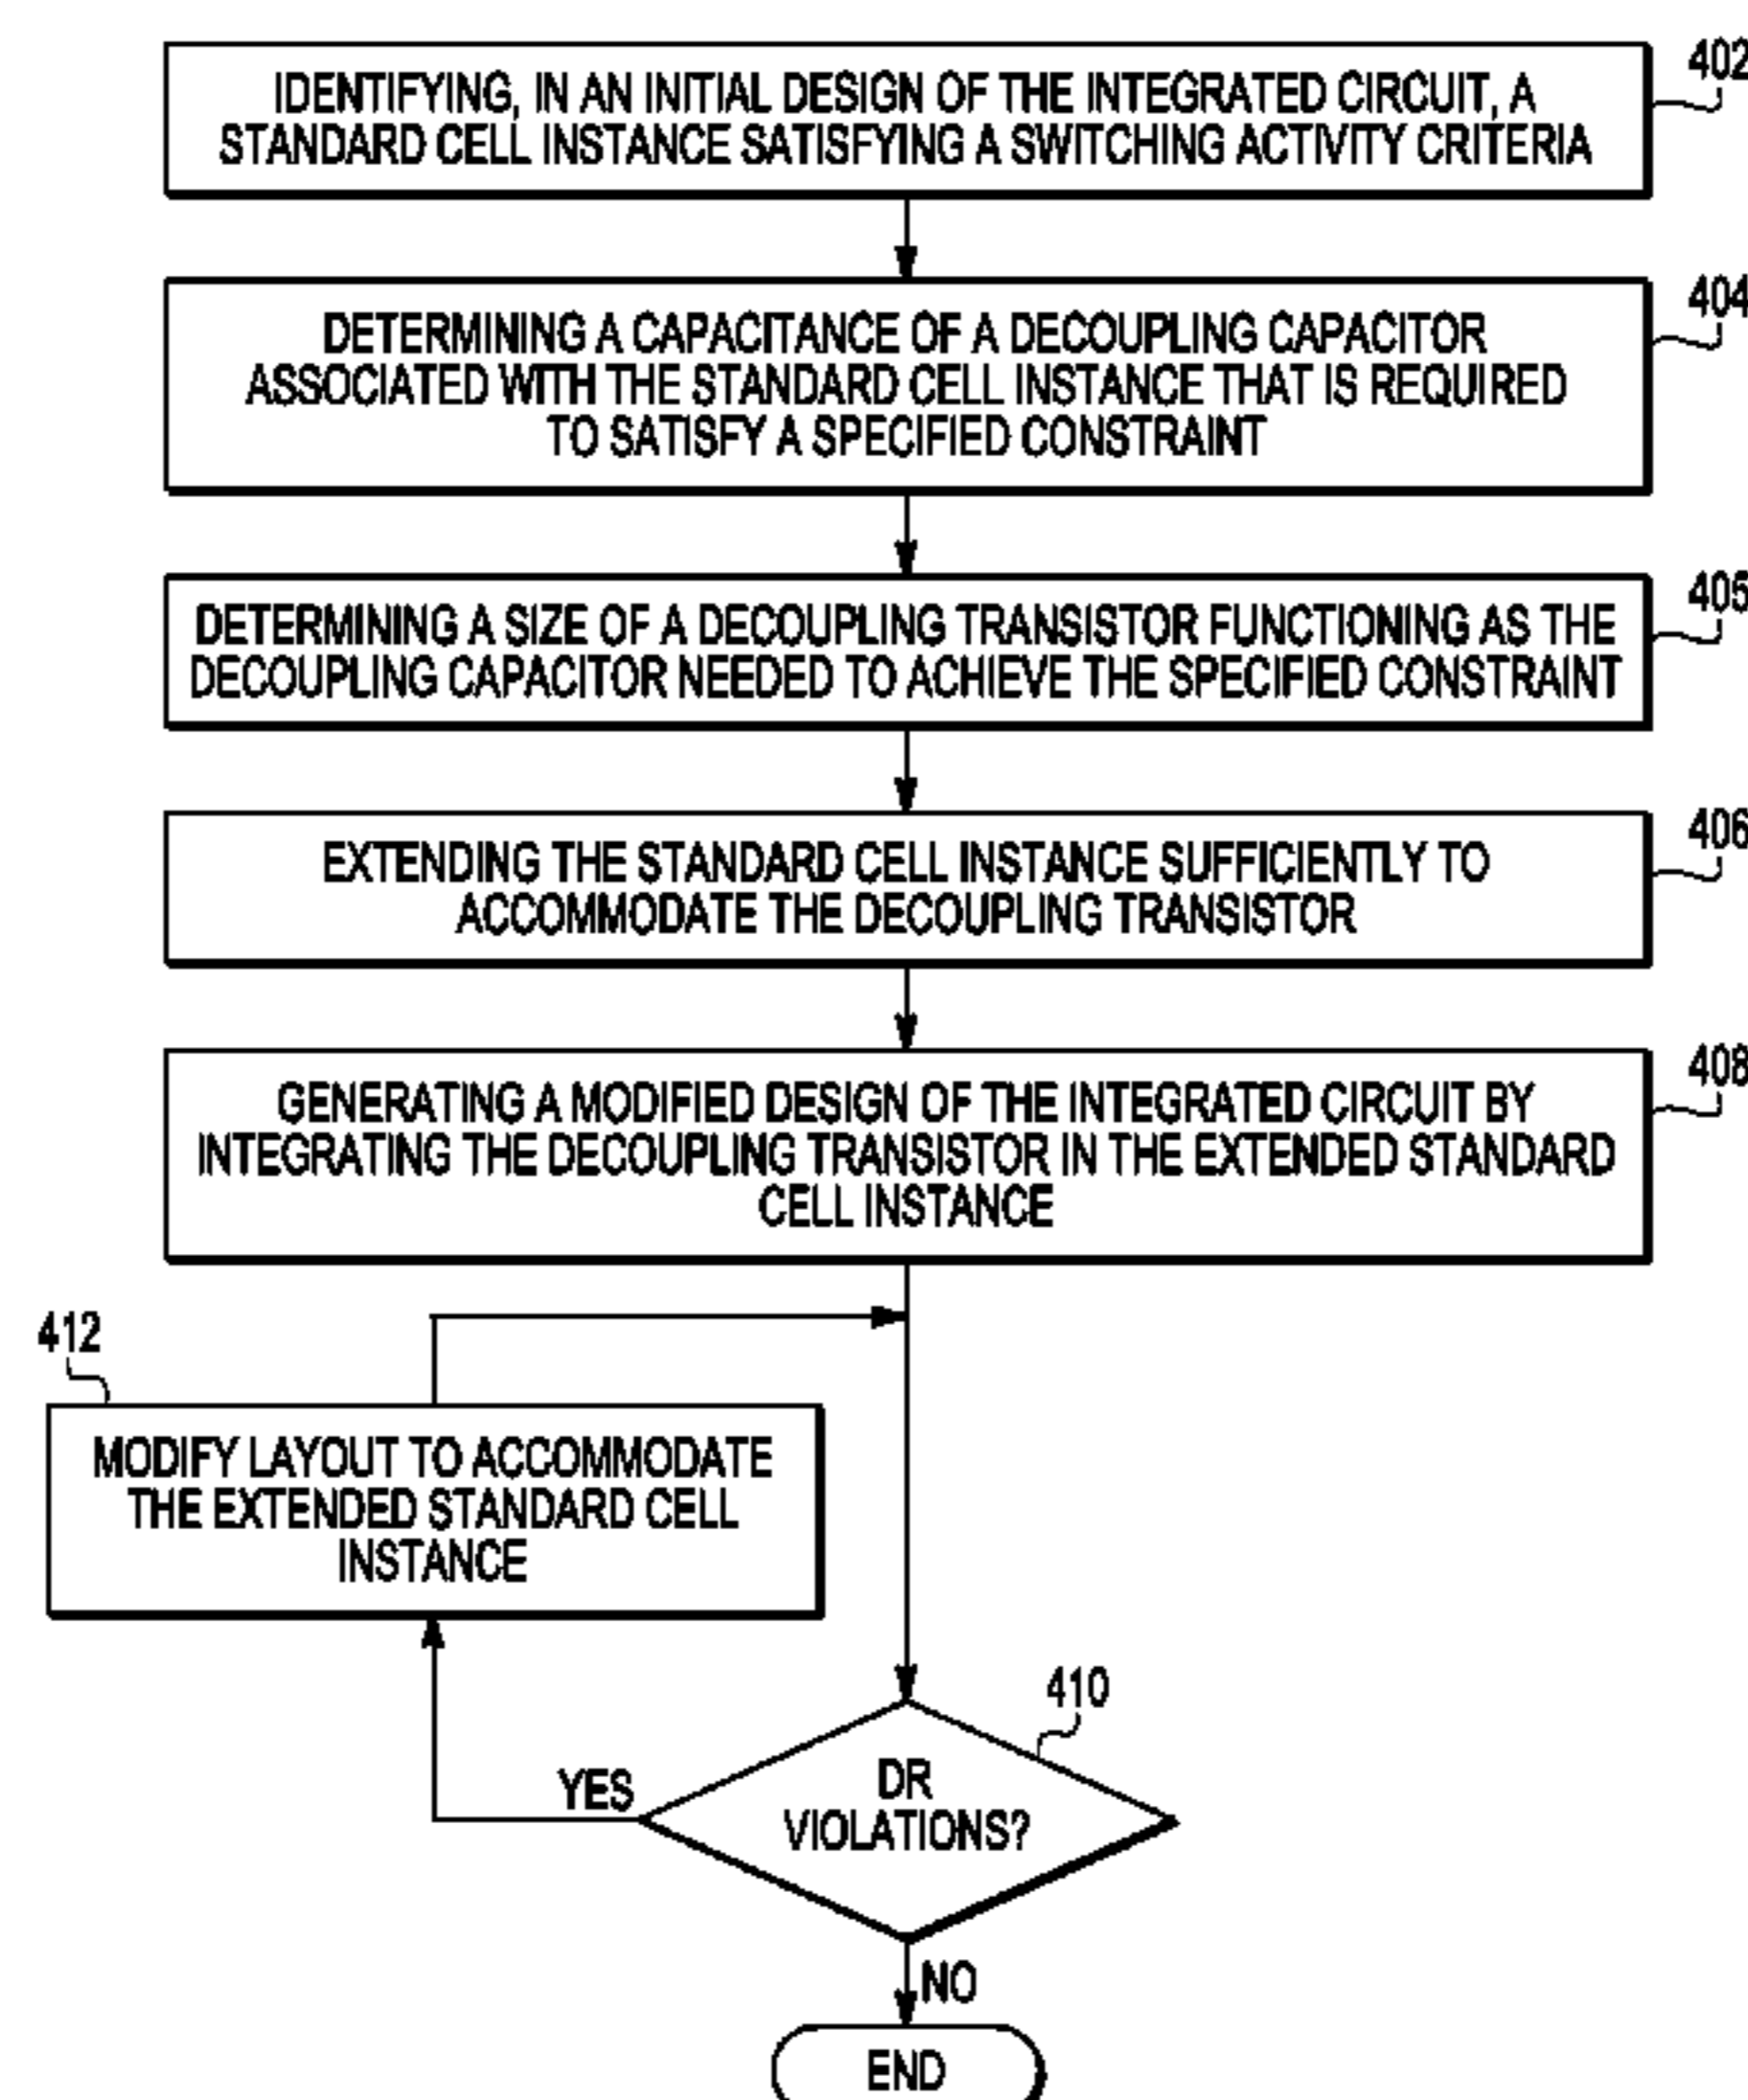 402
IDENTIFYING, IN AN INITIAL DESIGN OF THE INTEGRATED CIRCUIT, A
STANDARD CELL INSTANCE SATISFYING A SWITCHING ACTIVITY CRITERIA
404
DETERMINING A CAPACITANCE OF A DECOUPLING CAPACITOR
ASSOCIATED WITH THE STANDARD CELL INSTANCE THAT IS REQUIRED
TO SATISFY A SPECIFIED CONSTRAINT
405
DETERMINING A SIZE OF A DECOUPLING TRANSISTOR FUNCTIONING AS THE
DECOUPLING CAPACITOR NEEDED TO ACHIEVE THE SPECIFIED CONSTRAINT
406
EXTENDING THE STANDARD CELL INSTANCE SUFFICIENTLY TO
ACCOMMODATE THE DECOUPLING TRANSISTOR
408
GENERATING A MODIFIED DESIGN OF THE INTEGRATED CIRCUIT BY
INTEGRATING THE DECOUPLING TRANSISTOR IN THE EXTENDED STANDARD
CELL INSTANCE
412
MODIFY LAYOUT TO ACCOMMODATE
THE EXTENDED STANDARD CELL
INSTANCE
410
DR
VIOLATIONS?
YES
NO
END